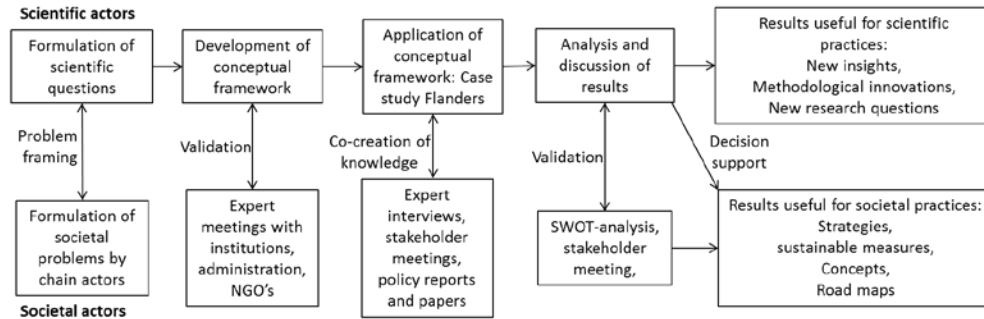 Scientific actors
Formulation of
scientific
questions
Development of
conceptual
framework
Application of
conceptual
framework: Case
study Flanders
Analysis and
discussion of
results
Results useful for scientific
practices:
New insights,
Methodological innovations,
New research questions
Problem
framing
Validation
Co-creation of
knowledge
Validation
Decision
support
Formulation of
societal
problems by
chain actors
Expert
meetings with
institutions,
administration,
NGO's
Expert
interviews,
stakeholder
meetings,
policy reports
and papers
SWOT-analysis,
stakeholder
meeting,
Results useful for societal practices:
Strategies,
sustainable measures,
Concepts,
Road maps
Societal actors